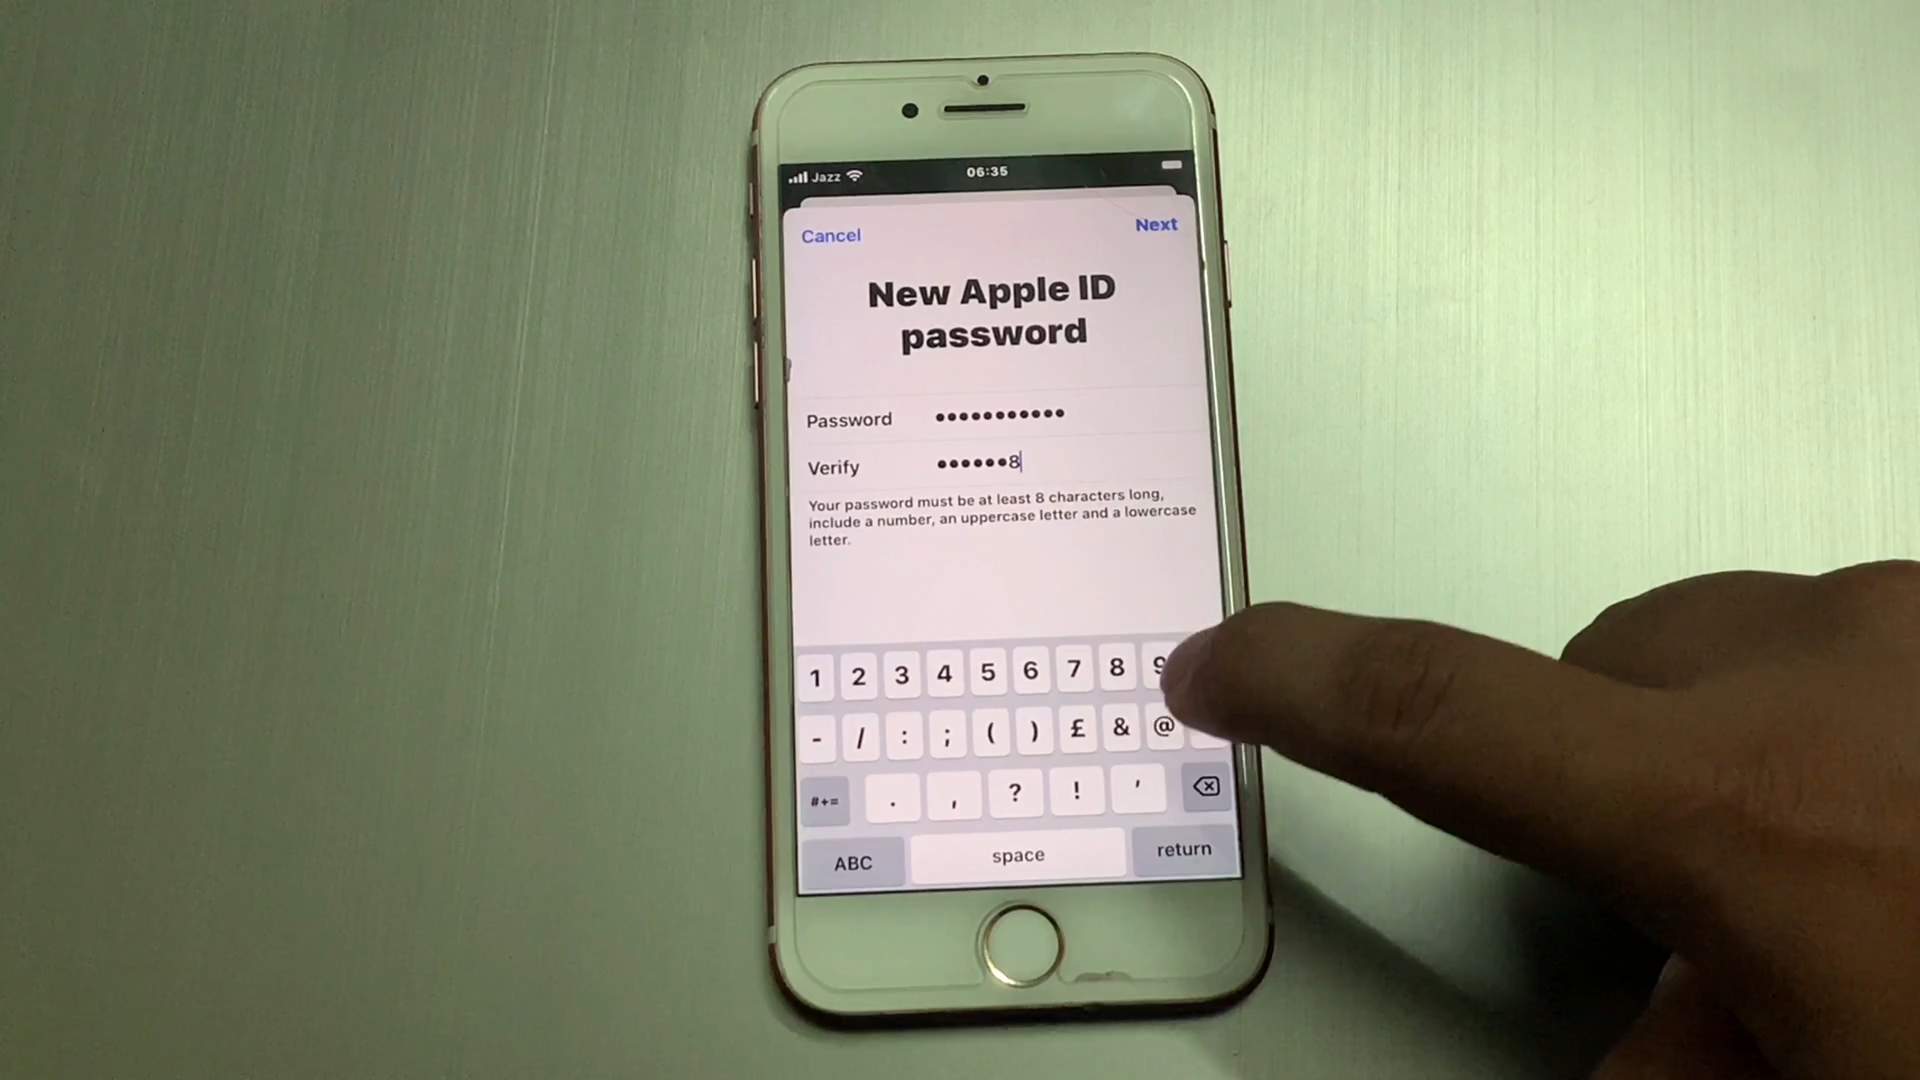 Jazz 06:35
Cancel Next
New Apple ID
password
Password •••••••••••
Verify ••••••8
Your password must be at least 8 characters long,
include a number, an uppercase letter and a lowercase
letter.
1 2 3 4 5 6 7 8 9
- / : ; ( ) £ & @
#+= . , ? ! '
ABC space return